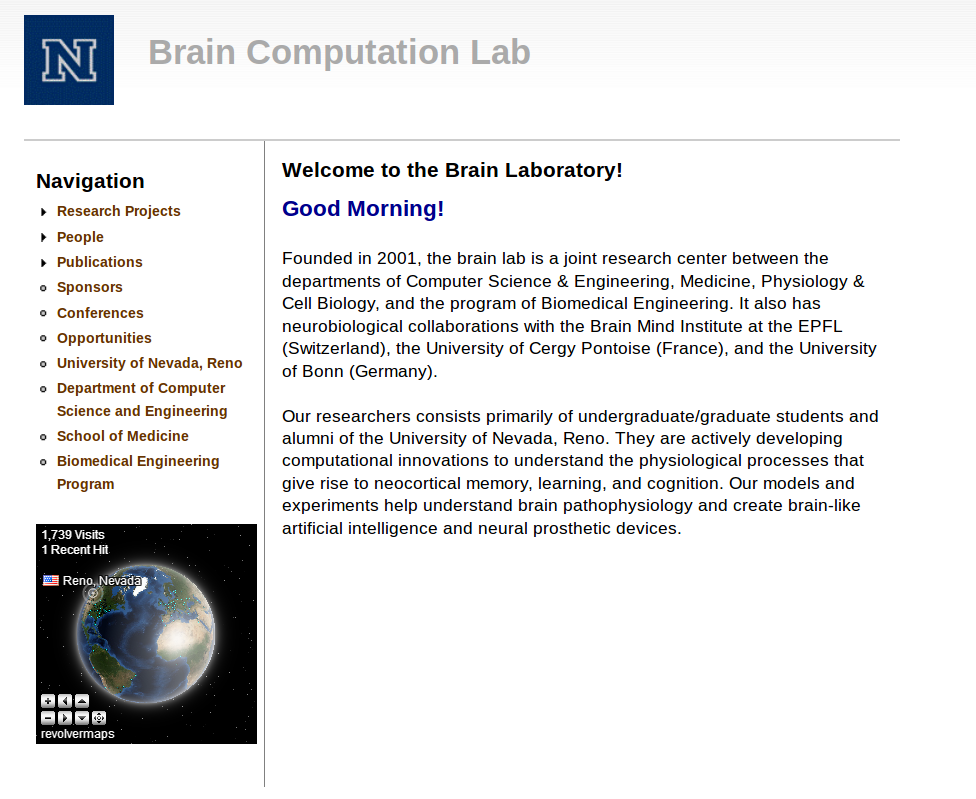 N
Brain Computation Lab
Navigation
Research Projects
People
Publications
Sponsors
Conferences
Opportunities
University of Nevada, Reno
Department of Computer
Science and Engineering
School of Medicine
Biomedical Engineering
Program
1,739 Visits
1 Recent Hit
Reno, Nevada
revolvermaps
Welcome to the Brain Laboratory!
Good Morning!
Founded in 2001, the brain lab is a joint research center between the
departments of Computer Science & Engineering, Medicine, Physiology &
Cell Biology, and the program of Biomedical Engineering. It also has
neurobiological collaborations with the Brain Mind Institute at the EPFL
(Switzerland), the University of Cergy Pontoise (France), and the University
of Bonn (Germany).
Our researchers consists primarily of undergraduate/graduate students and
alumni of the University of Nevada, Reno. They are actively developing
computational innovations to understand the physiological processes that
give rise to neocortical memory, learning, and cognition. Our models and
experiments help understand brain pathophysiology and create brain-like
artificial intelligence and neural prosthetic devices.